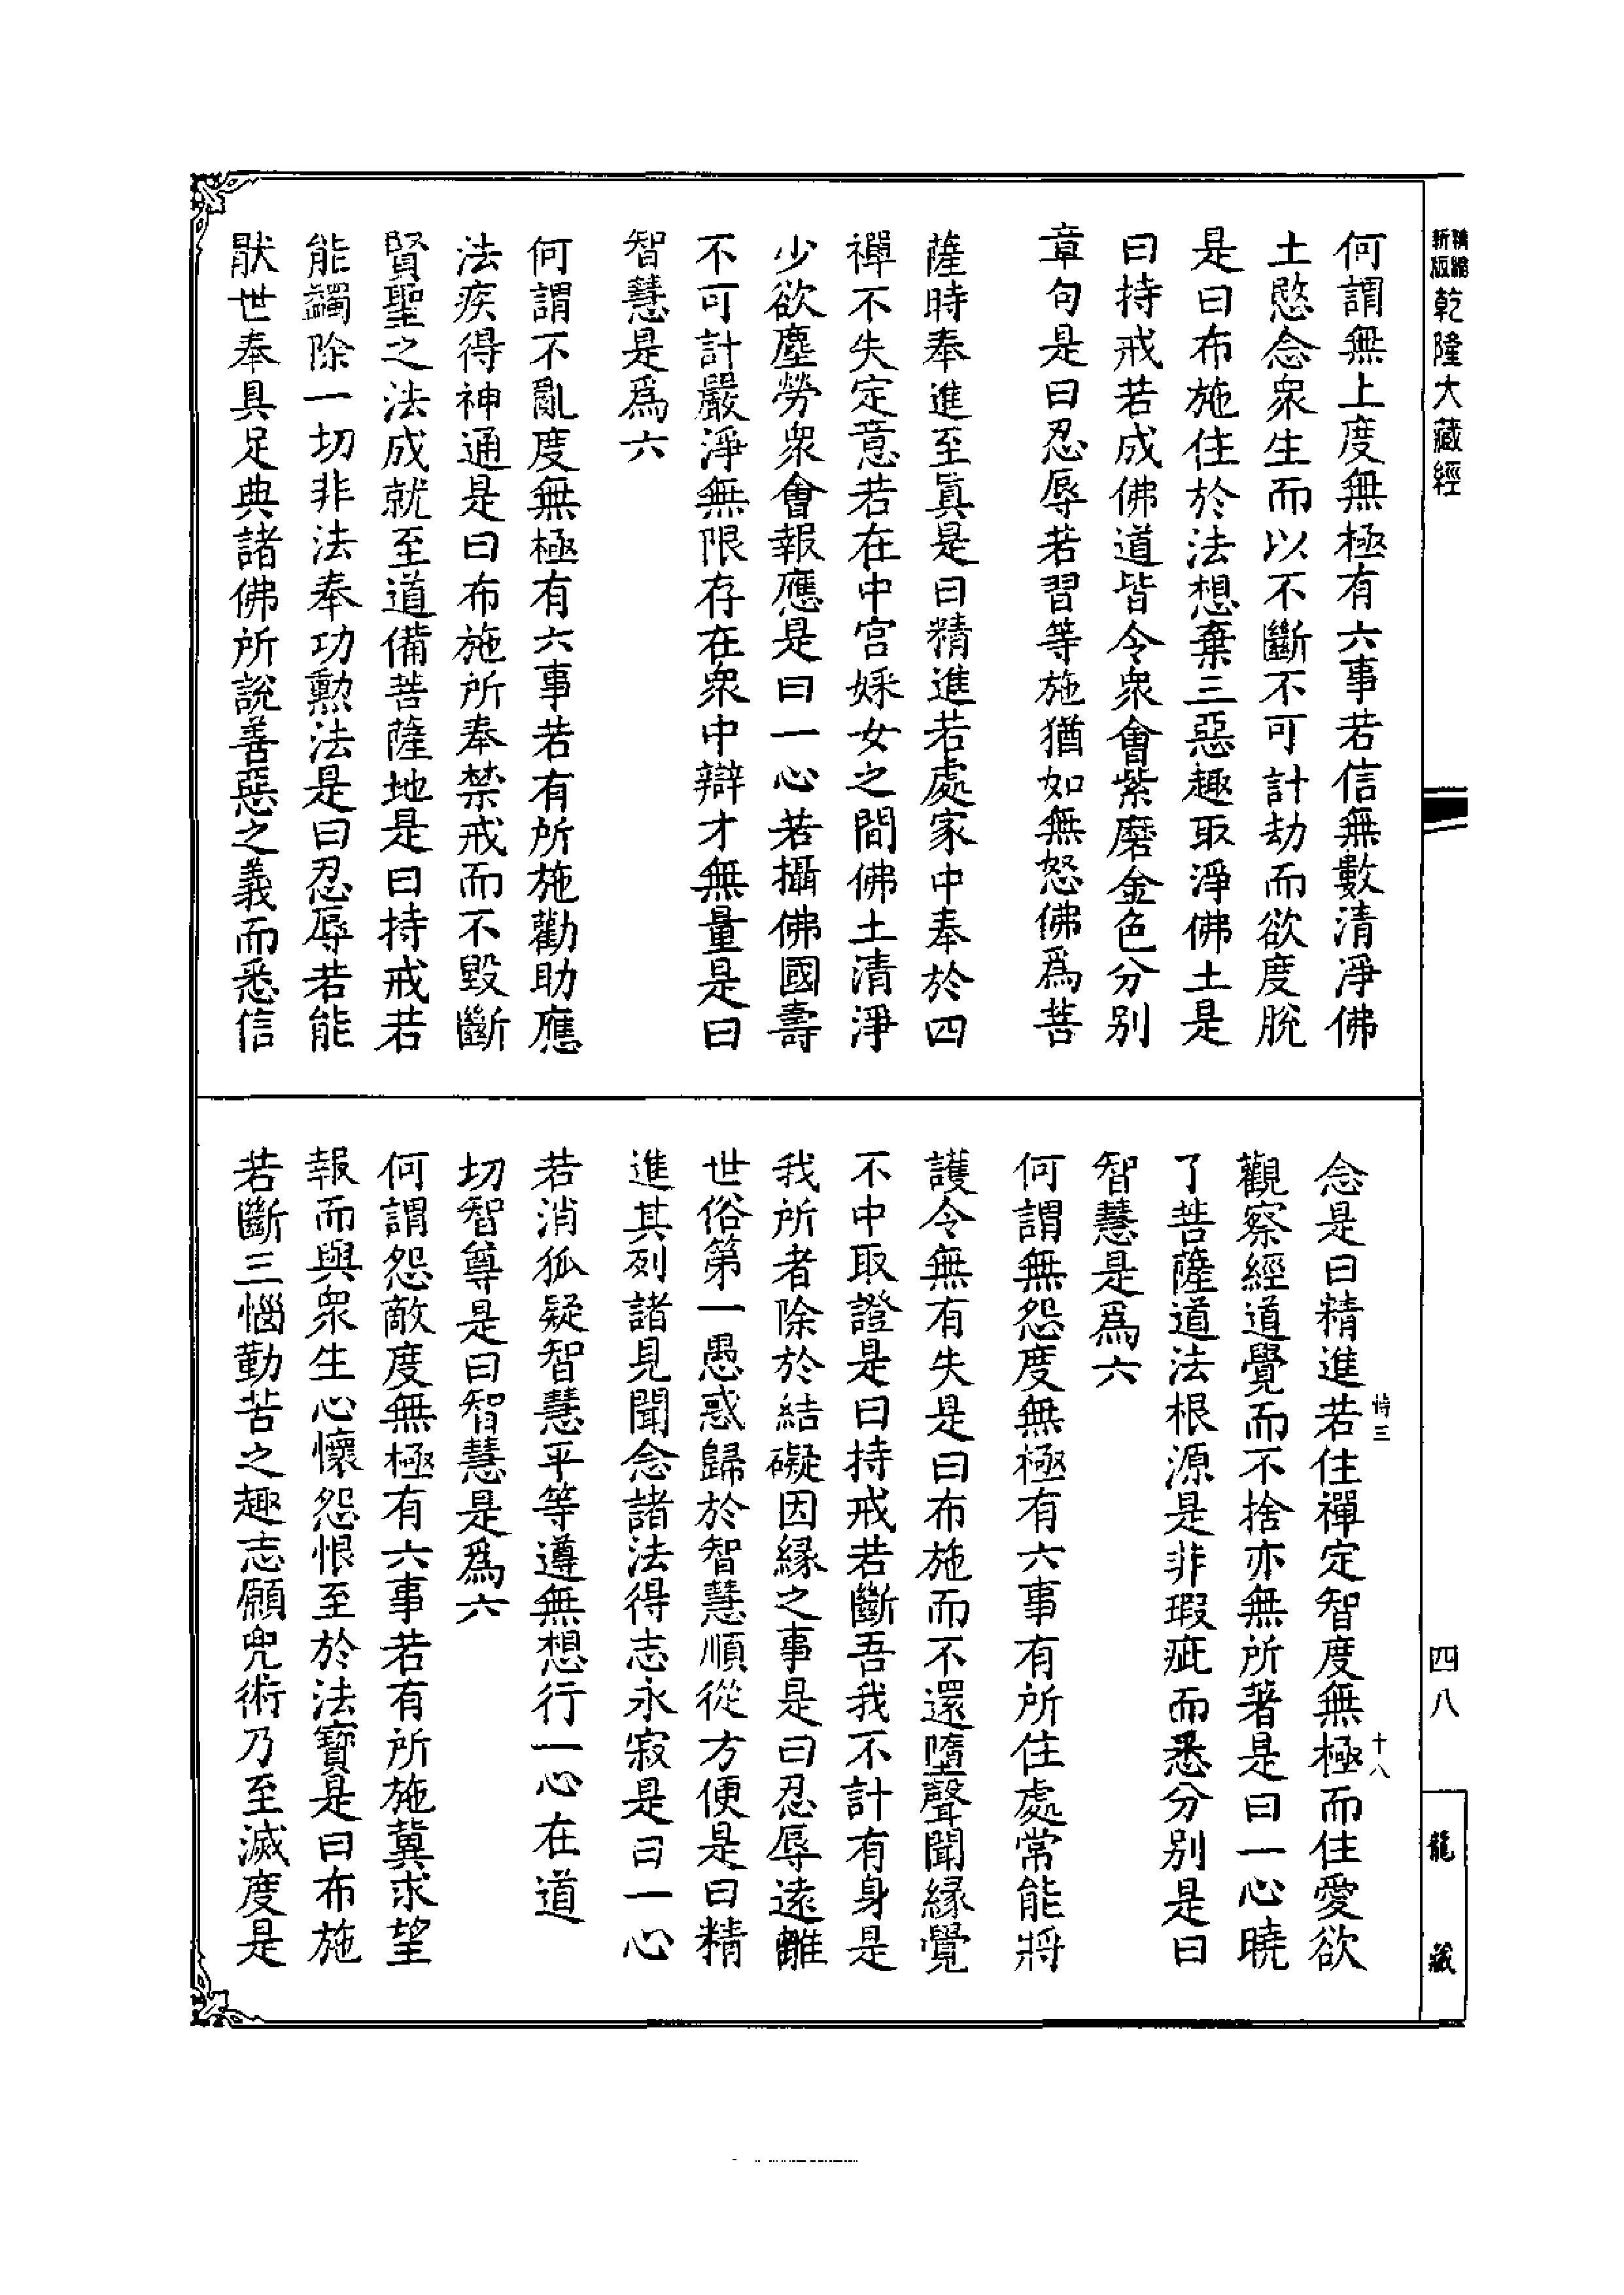 精縮新版乾隆大藏經
何謂無上度無極有六事若信無數清淨佛
土愍念衆生而以不斷不可計劫而欲度脫
是曰布施住於法想棄三惡趣取淨佛土是
曰持戒若成佛道皆令衆會紫磨金色分別
章句是曰忍辱若習等施猶如無怒佛爲菩
薩時奉進至眞是曰精進若處家中奉於四
禪不失定意若在中宮婇女之間佛土清淨
少欲塵勞衆會報應是曰一心若攝佛國壽
不可計嚴淨無限存在衆中辯才無量是曰
智慧是爲六
何謂不亂度無極有六事若有所施勸助應
法疾得神通是曰布施所奉禁戒而不毀斷
賢聖之法成就至道備菩薩地是曰持戒若
能蠲除一切非法奉功勲法是曰忍辱若能
猒世奉具足典諸佛所說善惡之義而悉信
念是曰精進若住禪定智度無極而住愛欲
觀察經道覺而不捨亦無所著是曰一心曉
了菩薩道法根源是非瑕疵而悉分別是曰
智慧是爲六
何謂無怨度無極有六事有所住處常能將
護令無有失是曰布施而不還墮聲聞緣覺
不中取證是曰持戒若斷吾我不計有身是
我所者除於結礙因緣之事是曰忍辱遠離
世俗第一愚惑歸於智慧順從方便是曰精
進其列諸見聞念諸法得志永寂是曰一心
若消狐疑智慧平等遵無想行一心在道
切智尊是曰智慧是爲六
何謂怨敵度無極有六事若有所施冀求望
報而與衆生心懷怨恨至於法寶是曰布施
若斷三惱勤苦之趣志願兜術乃至滅度是
恃三
十八
四八
龍藏